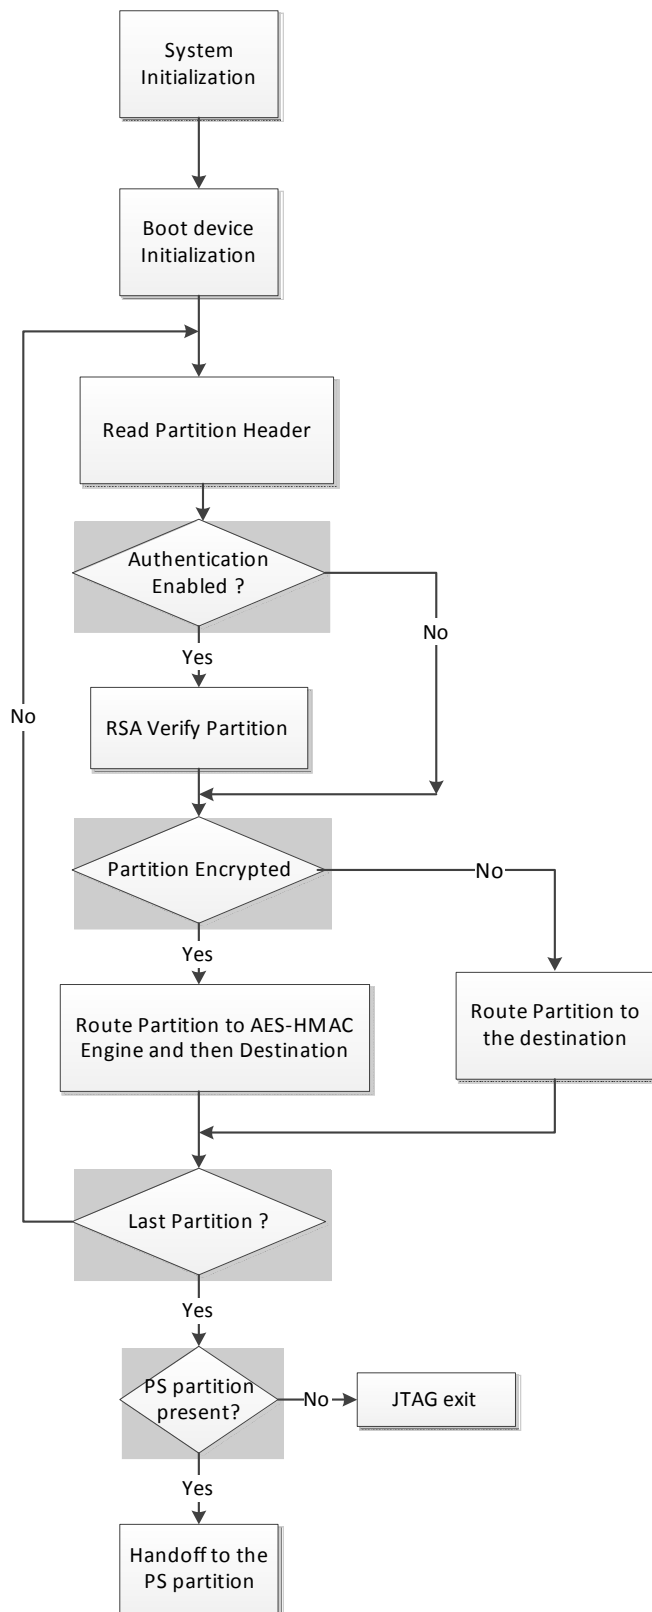 System
Initialization
Boot device
Initialization
Read Partition Header
Authentication
Enabled ?
No
Yes
No
RSA Verify Partition
Partition Encrypted
No
Yes
Route Partition to AES-HMAC
Engine and then Destination
Route Partition to
the destination
Last Partition ?
Yes
PS partition
present?
No
JTAG exit
Yes
Handoff to the
PS partition